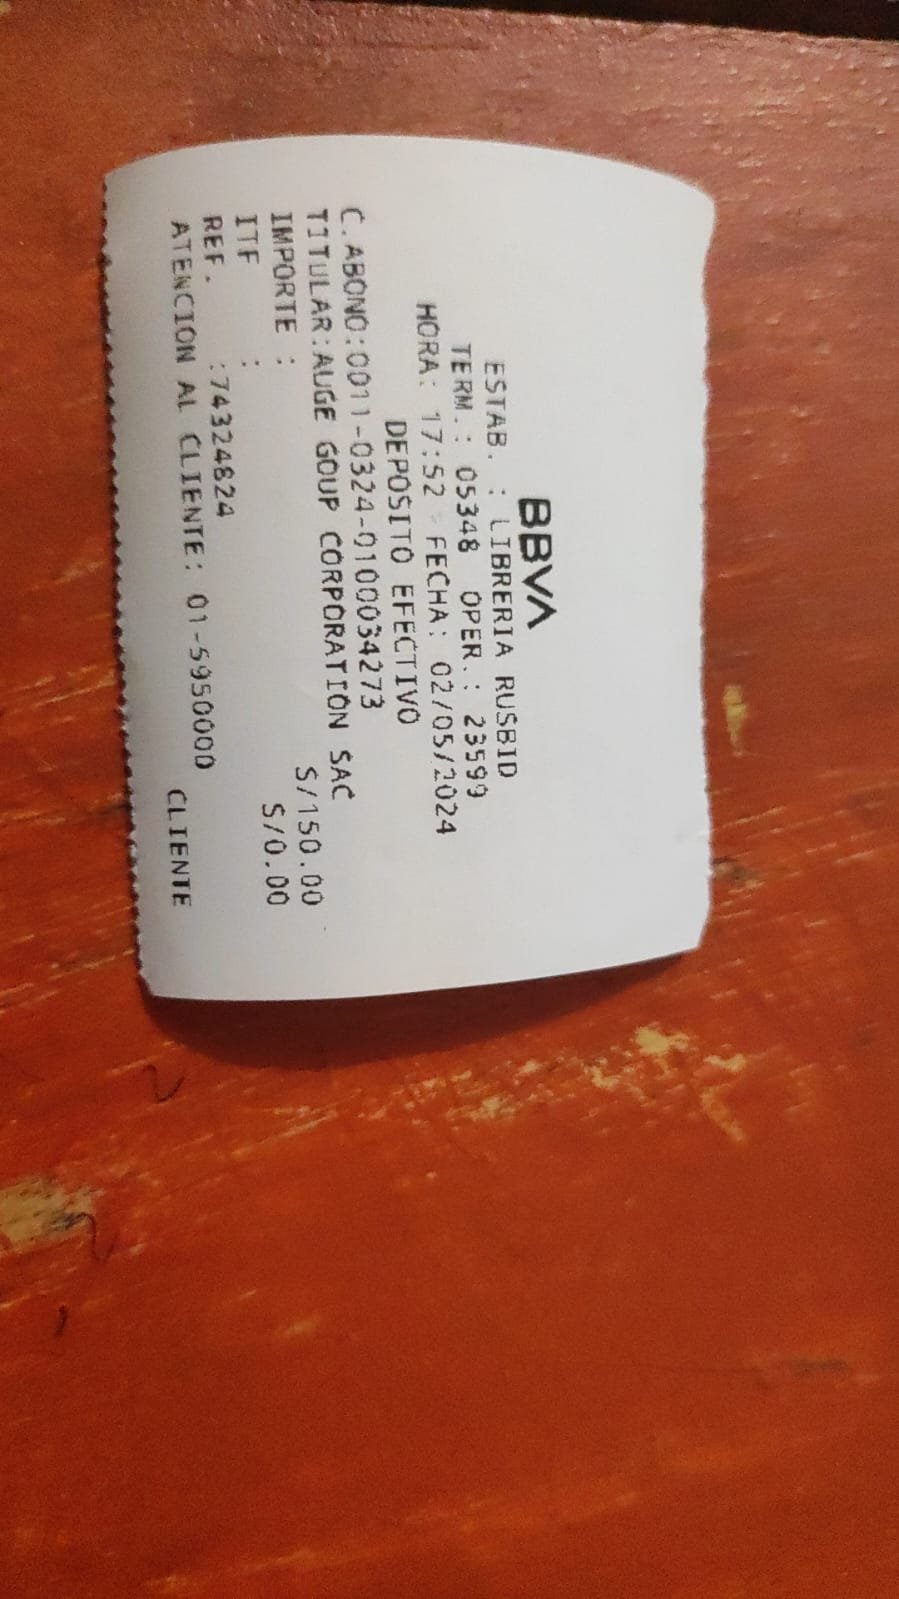 BBVA
ESTAB. : LIBRERIA RUSBID
TERM.: 05348 OPER.: 23599
HORA: 17:52 FECHA: 02/05/2024
DEPOSITO EFECTIVO
C.ABONO:0011-0324-0100034273
TITULAR:AUGE GOUP CORPORATION SAC
IMPORTE : S/150.00
ITF : S/0.00
REF. :74324824
ATENCION AL CLIENTE: 01-5950000
CLIENTE